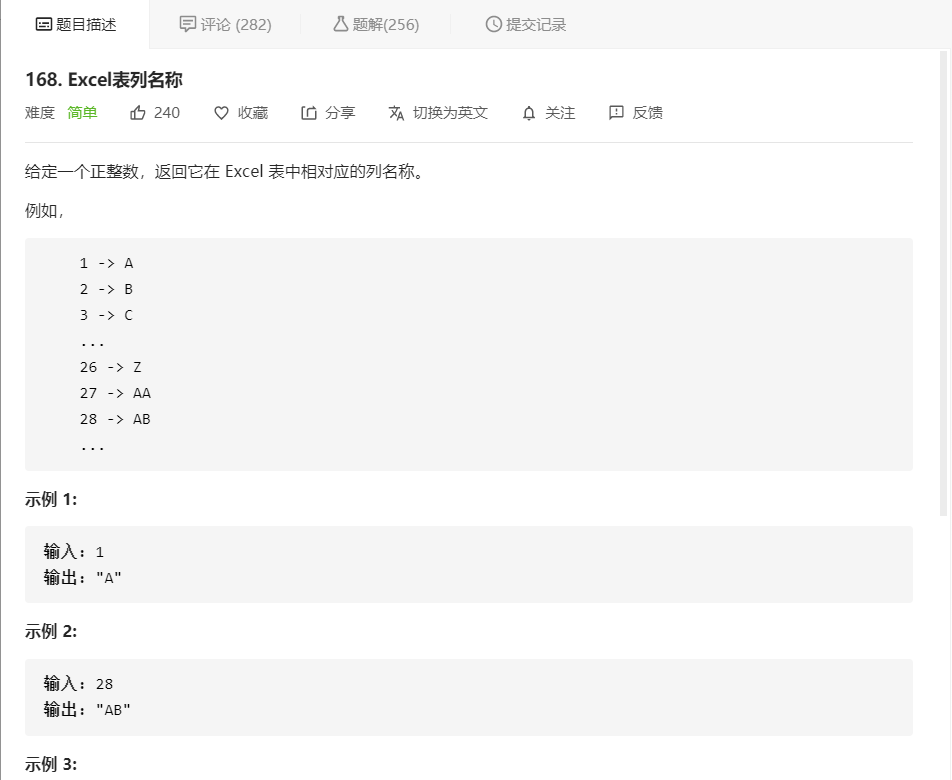 题目描述 评论 (282) 题解(256) 提交记录
168. Excel表列名称
难度 简单 240 收藏 分享 切换为英文 关注 反馈
给定一个正整数，返回它在 Excel 表中相对应的列名称。
例如，
1 -> A
2 -> B
3 -> C
...
26 -> Z
27 -> AA
28 -> AB
...
示例 1:
输入: 1
输出: "A"
示例 2:
输入: 28
输出: "AB"
示例 3: